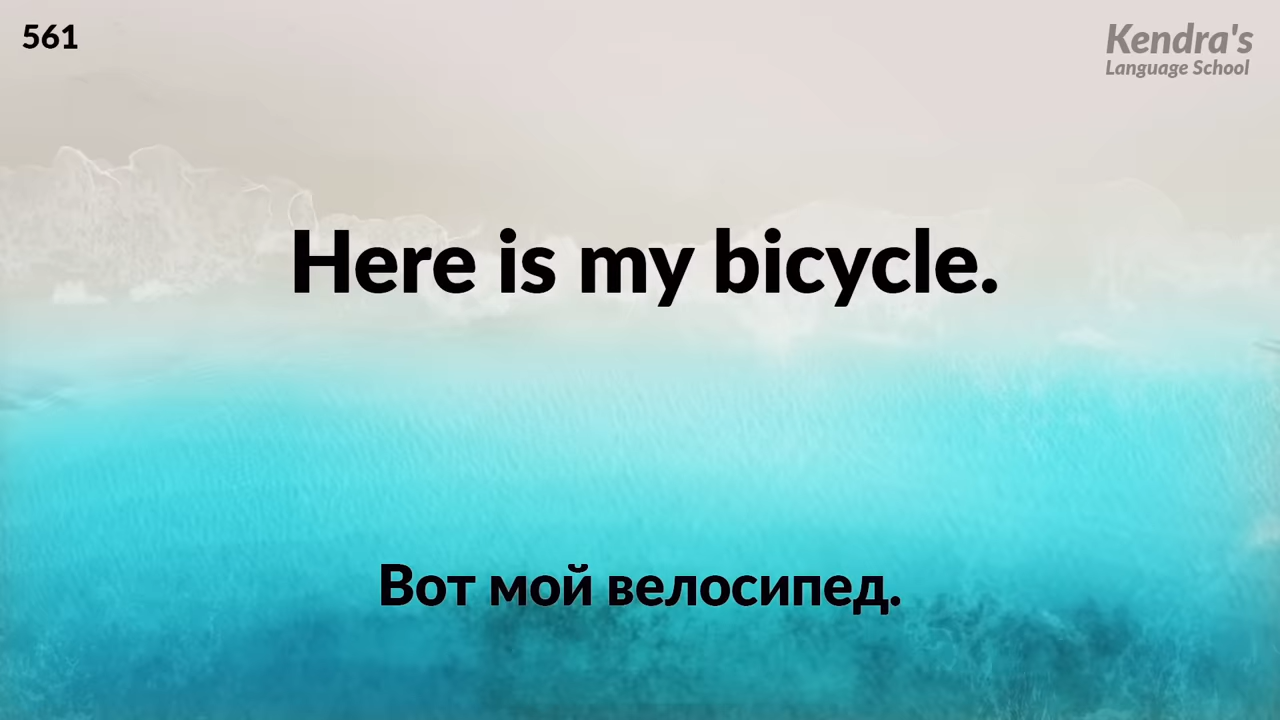 561
Kendra's
Language School
Here is my bicycle.
Вот мой велосипед.